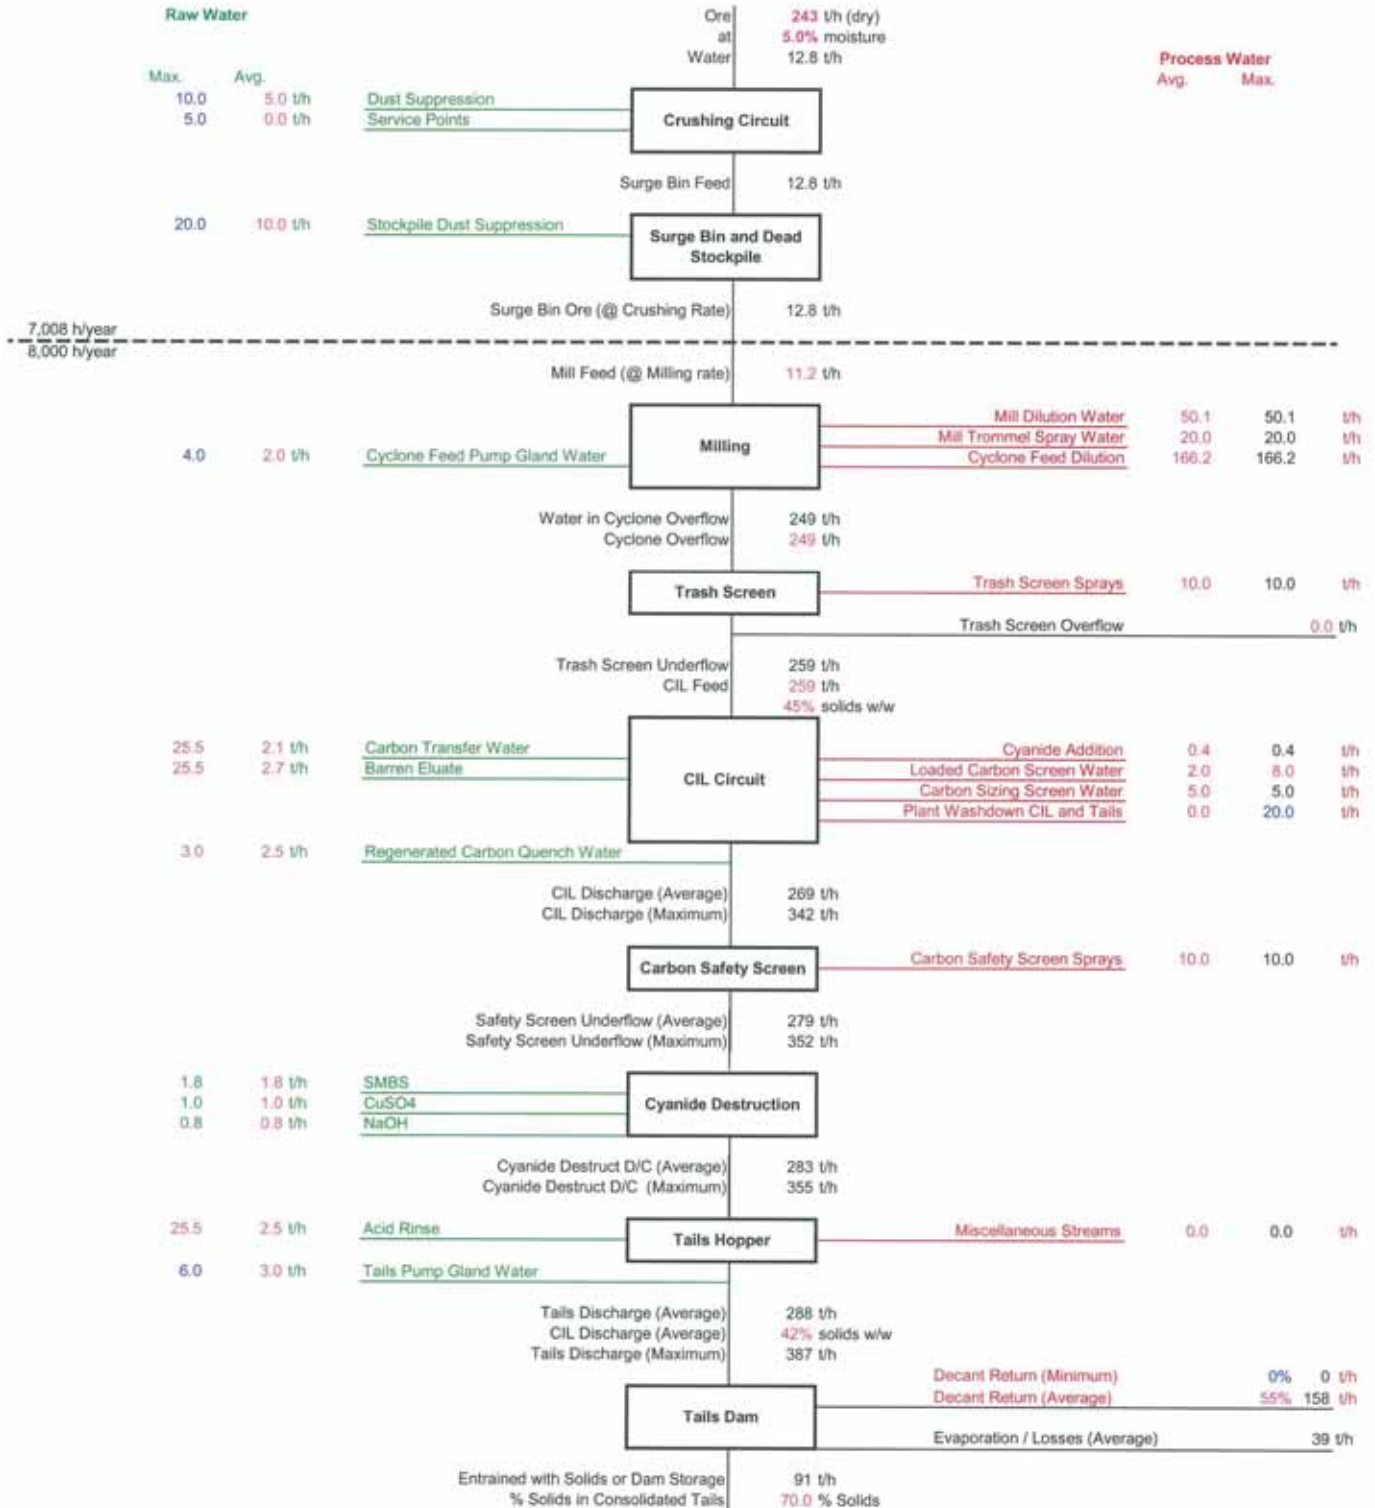 Raw Water
Ore 243 t/h (dry)
at 5.0% moisture
Water 12.8 t/h
Process Water
Max. Avg.
Avg. Max.
10.0 5.0 t/h Dust Suppression
5.0 0.0 t/h Service Points
Crushing Circuit
Surge Bin Feed 12.8 t/h
20.0 10.0 t/h Stockpile Dust Suppression
Surge Bin and Dead
Stockpile
Surge Bin Ore (@ Crushing Rate) 12.8 t/h
7,008 h/year
8,000 h/year
Mill Feed (@ Milling rate) 11.2 t/h
Mill Dilution Water 50.1 50.1 t/h
Mill Trommel Spray Water 20.0 20.0 t/h
4.0 2.0 t/h Cyclone Feed Pump Gland Water
Milling
Cyclone Feed Dilution 166.2 166.2 t/h
Water in Cyclone Overflow 249 t/h
Cyclone Overflow 249 t/h
Trash Screen
Trash Screen Sprays 10.0 10.0 t/h
Trash Screen Overflow 0.0 t/h
Trash Screen Underflow 259 t/h
CIL Feed 259 t/h
45% solids w/w
25.5 2.1 t/h Carbon Transfer Water
25.5 2.7 t/h Barren Eluate
CIL Circuit
Cyanide Addition 0.4 0.4 t/h
Loaded Carbon Screen Water 2.0 8.0 t/h
Carbon Sizing Screen Water 5.0 5.0 t/h
Plant Washdown CIL and Tails 0.0 20.0 t/h
3.0 2.5 t/h Regenerated Carbon Quench Water
CIL Discharge (Average) 269 t/h
CIL Discharge (Maximum) 342 t/h
Carbon Safety Screen
Carbon Safety Screen Sprays 10.0 10.0 t/h
Safety Screen Underflow (Average) 279 t/h
Safety Screen Underflow (Maximum) 352 t/h
1.8 1.8 t/h SMBS
1.0 1.0 t/h CuSO4
0.8 0.8 t/h NaOH
Cyanide Destruction
Cyanide Destruct D/C (Average) 283 t/h
Cyanide Destruct D/C (Maximum) 355 t/h
25.5 2.5 t/h Acid Rinse
Tails Hopper
Miscellaneous Streams 0.0 0.0 t/h
6.0 3.0 t/h Tails Pump Gland Water
Tails Discharge (Average) 288 t/h
CIL Discharge (Average) 42% solids w/w
Tails Discharge (Maximum) 387 t/h
Decant Return (Minimum) 0% 0 t/h
Decant Return (Average) 55% 158 t/h
Tails Dam
Evaporation / Losses (Average) 39 t/h
Entrained with Solids or Dam Storage 91 t/h
% Solids in Consolidated Tails 70.0 % Solids